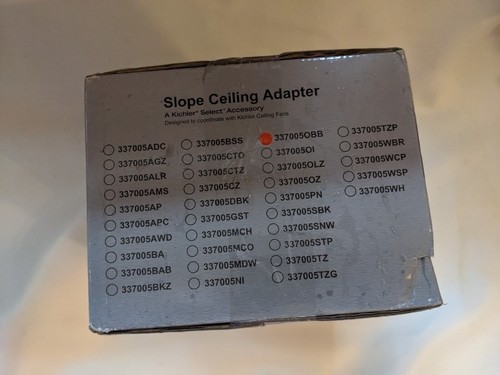 Slope Ceiling Adapter
A Kichler® Select™ Accessory
Designed to coordinate with Kichler Ceiling Fans
337005ADC
337005AGZ
337005ALR
337005AMS
337005AP
337005APC
337005AWD
337005BA
337005BAB
337005BKZ
337005BSS
337005CTO
337005CTZ
337005CZ
337005DBK
337005GST
337005MCH
337005MCO
337005MDW
337005NI
337005OBB
337005OI
337005OLZ
337005OZ
337005PN
337005SBK
337005SNW
337005STP
337005TZ
337005TZG
337005TZP
337005WBR
337005WCP
337005WSP
337005WH